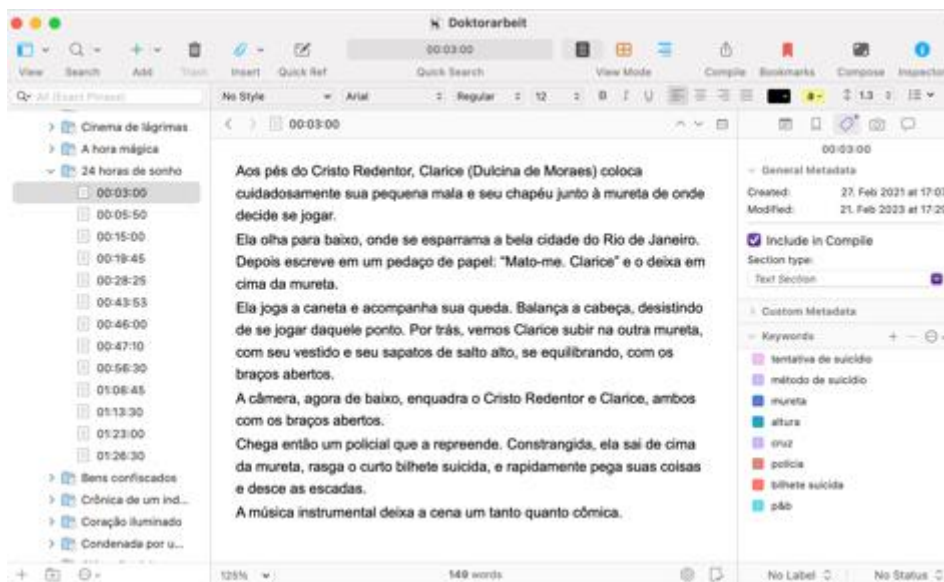 Doktorarbeit
00:03:00
View Search Add Trash Insert Quick Ref Quick Search View Mode Compile Bookmarks Compose Inspector
All (Exact Phrase)
No Style Arial Regular 12 B I U a 1.3
00:03:00
Cinema de lágrimas
A hora mágica
24 horas de sonho
00:03:00
00:05:50
00:15:00
00:19:45
00:28:25
00:43:53
00:46:00
00:47:10
00:56:30
01:08:45
01:13:30
01:23:00
01:26:30
Bens confiscados
Crônica de um ind...
Coração iluminado
Condenada por u...
Aos pés do Cristo Redentor, Clarice (Dulcina de Moraes) coloca
cuidadosamente sua pequena mala e seu chapéu junto à mureta de onde
decide se jogar.
Ela olha para baixo, onde se esparrama a bela cidade do Rio de Janeiro.
Depois escreve em um pedaço de papel: "Mato-me. Clarice" e o deixa em
cima da mureta.
Ela joga a caneta e acompanha sua queda. Balança a cabeça, desistindo
de se jogar daquele ponto. Por trás, vemos Clarice subir na outra mureta,
com seu vestido e seu sapatos de salto alto, se equilibrando, com os
braços abertos.
A câmera, agora de baixo, enquadra o Cristo Redentor e Clarice, ambos
com os braços abertos.
Chega então um policial que a repreende. Constrangida, ela sai de cima
da mureta, rasga o curto bilhete suicida, e rapidamente pega suas coisas
e desce as escadas.
A música instrumental deixa a cena um tanto quanto cômica.
125% 149 words
00:03:00
General Metadata
Created: 27. Feb 2021 at 17:07
Modified: 21. Feb 2023 at 17:20
Include in Compile
Section type:
Text Section
Custom Metadata
Keywords
tentativa de suicídio
método de suicídio
mureta
altura
cruz
polícia
bilhete suicida
p&b
No Label No Status